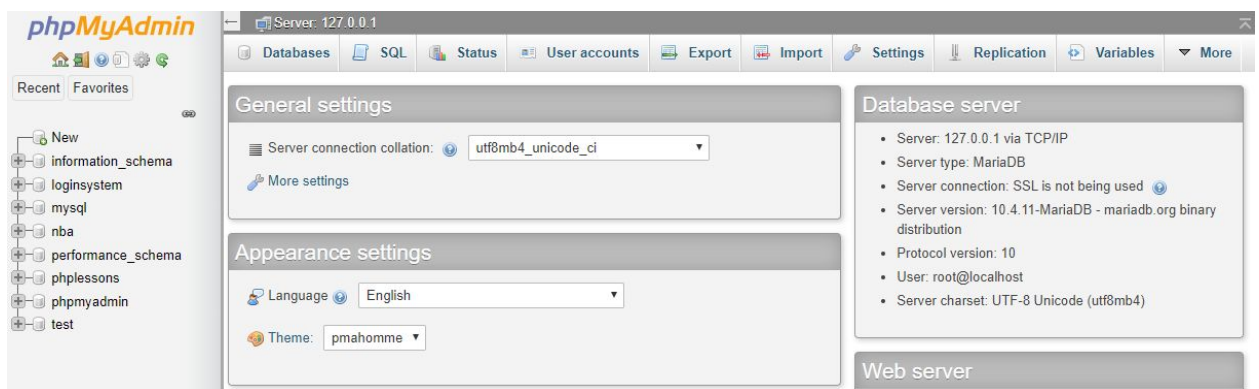 phpMyAdmin
Recent Favorites
New
information_schema
loginsystem
mysql
nba
performance_schema
phplessons
phpmyadmin
test
Server: 127.0.0.1
Databases SQL Status User accounts Export Import Settings Replication Variables More
General settings
Server connection collation: utf8mb4_unicode_ci
More settings
Appearance settings
Language English
Theme: pmahomme
Database server
Server: 127.0.0.1 via TCP/IP
Server type: MariaDB
Server connection: SSL is not being used
Server version: 10.4.11-MariaDB - mariadb.org binary
distribution
Protocol version: 10
User: root@localhost
Server charset: UTF-8 Unicode (utf8mb4)
Web server